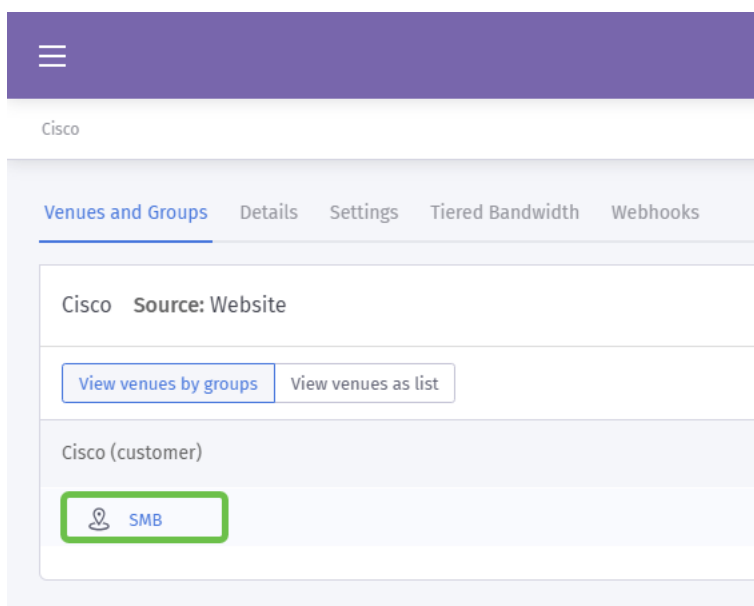 Cisco
Venues and Groups Details Settings Tiered Bandwidth Webhooks
Cisco Source: Website
View venues by groups View venues as list
Cisco (customer)
SMB